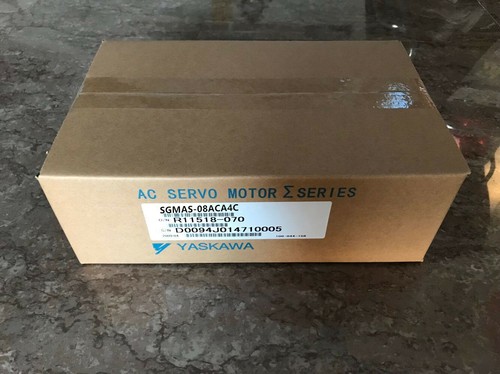 AC SERVO MOTOR Σ SERIES
SGMAS-08ACA4C
O/N R11518-070
S/N D0094J014710005
YASKAWA